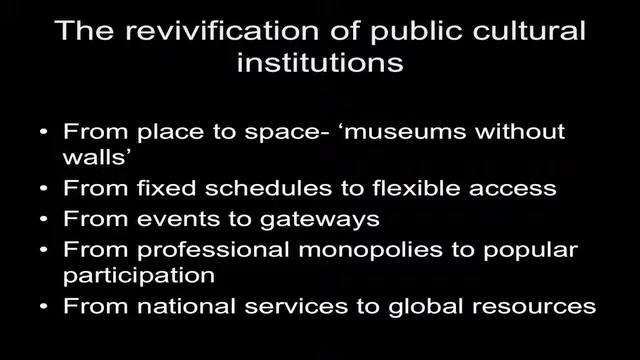 The revivification of public cultural
institutions
• From place to space- ‘museums without
walls’
• From fixed schedules to flexible access
• From events to gateways
• From professional monopolies to popular
participation
• From national services to global resources